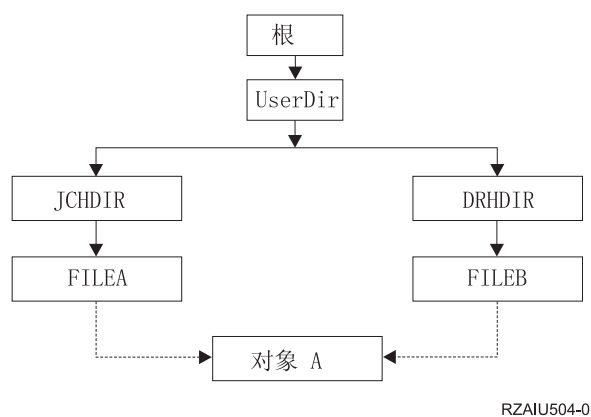 根
UserDir
JCHDIR
DRHDIR
FILEA
FILEB
对象 A
RZAIU504-0